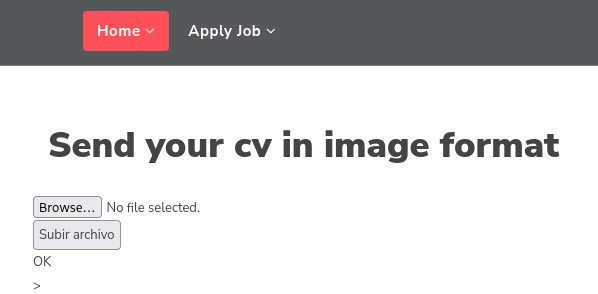 Home Apply Job
Send your cv in image format
Browse... No file selected.
Subir archivo
OK
>